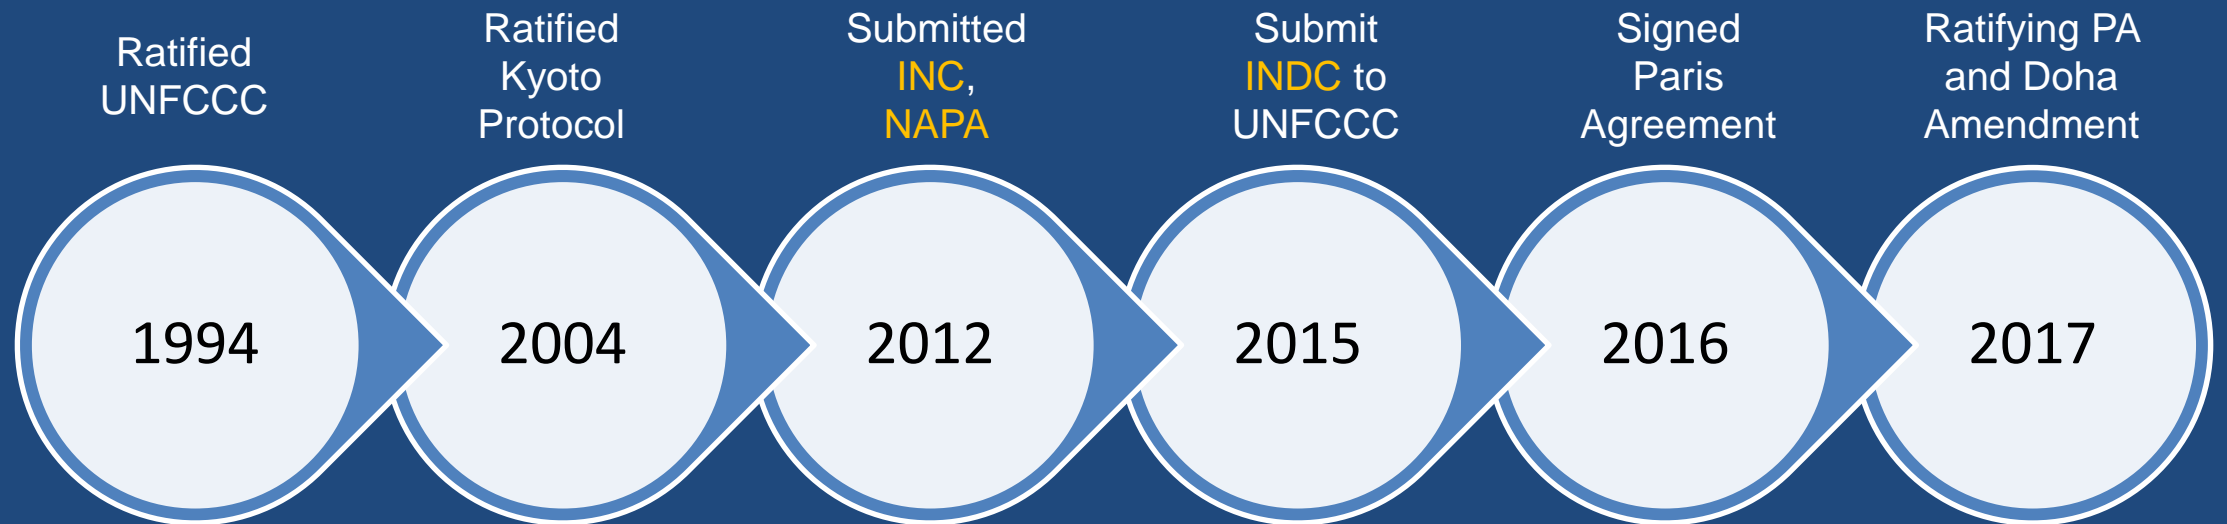 Ratified
UNFCCC
Ratified
Kyoto
Protocol
Submitted
INC,
NAPA
Submit
INDC to
UNFCCC
Signed
Paris
Agreement
Ratifying PA
and Doha
Amendment
1994
2004
2012
2015
2016
2017